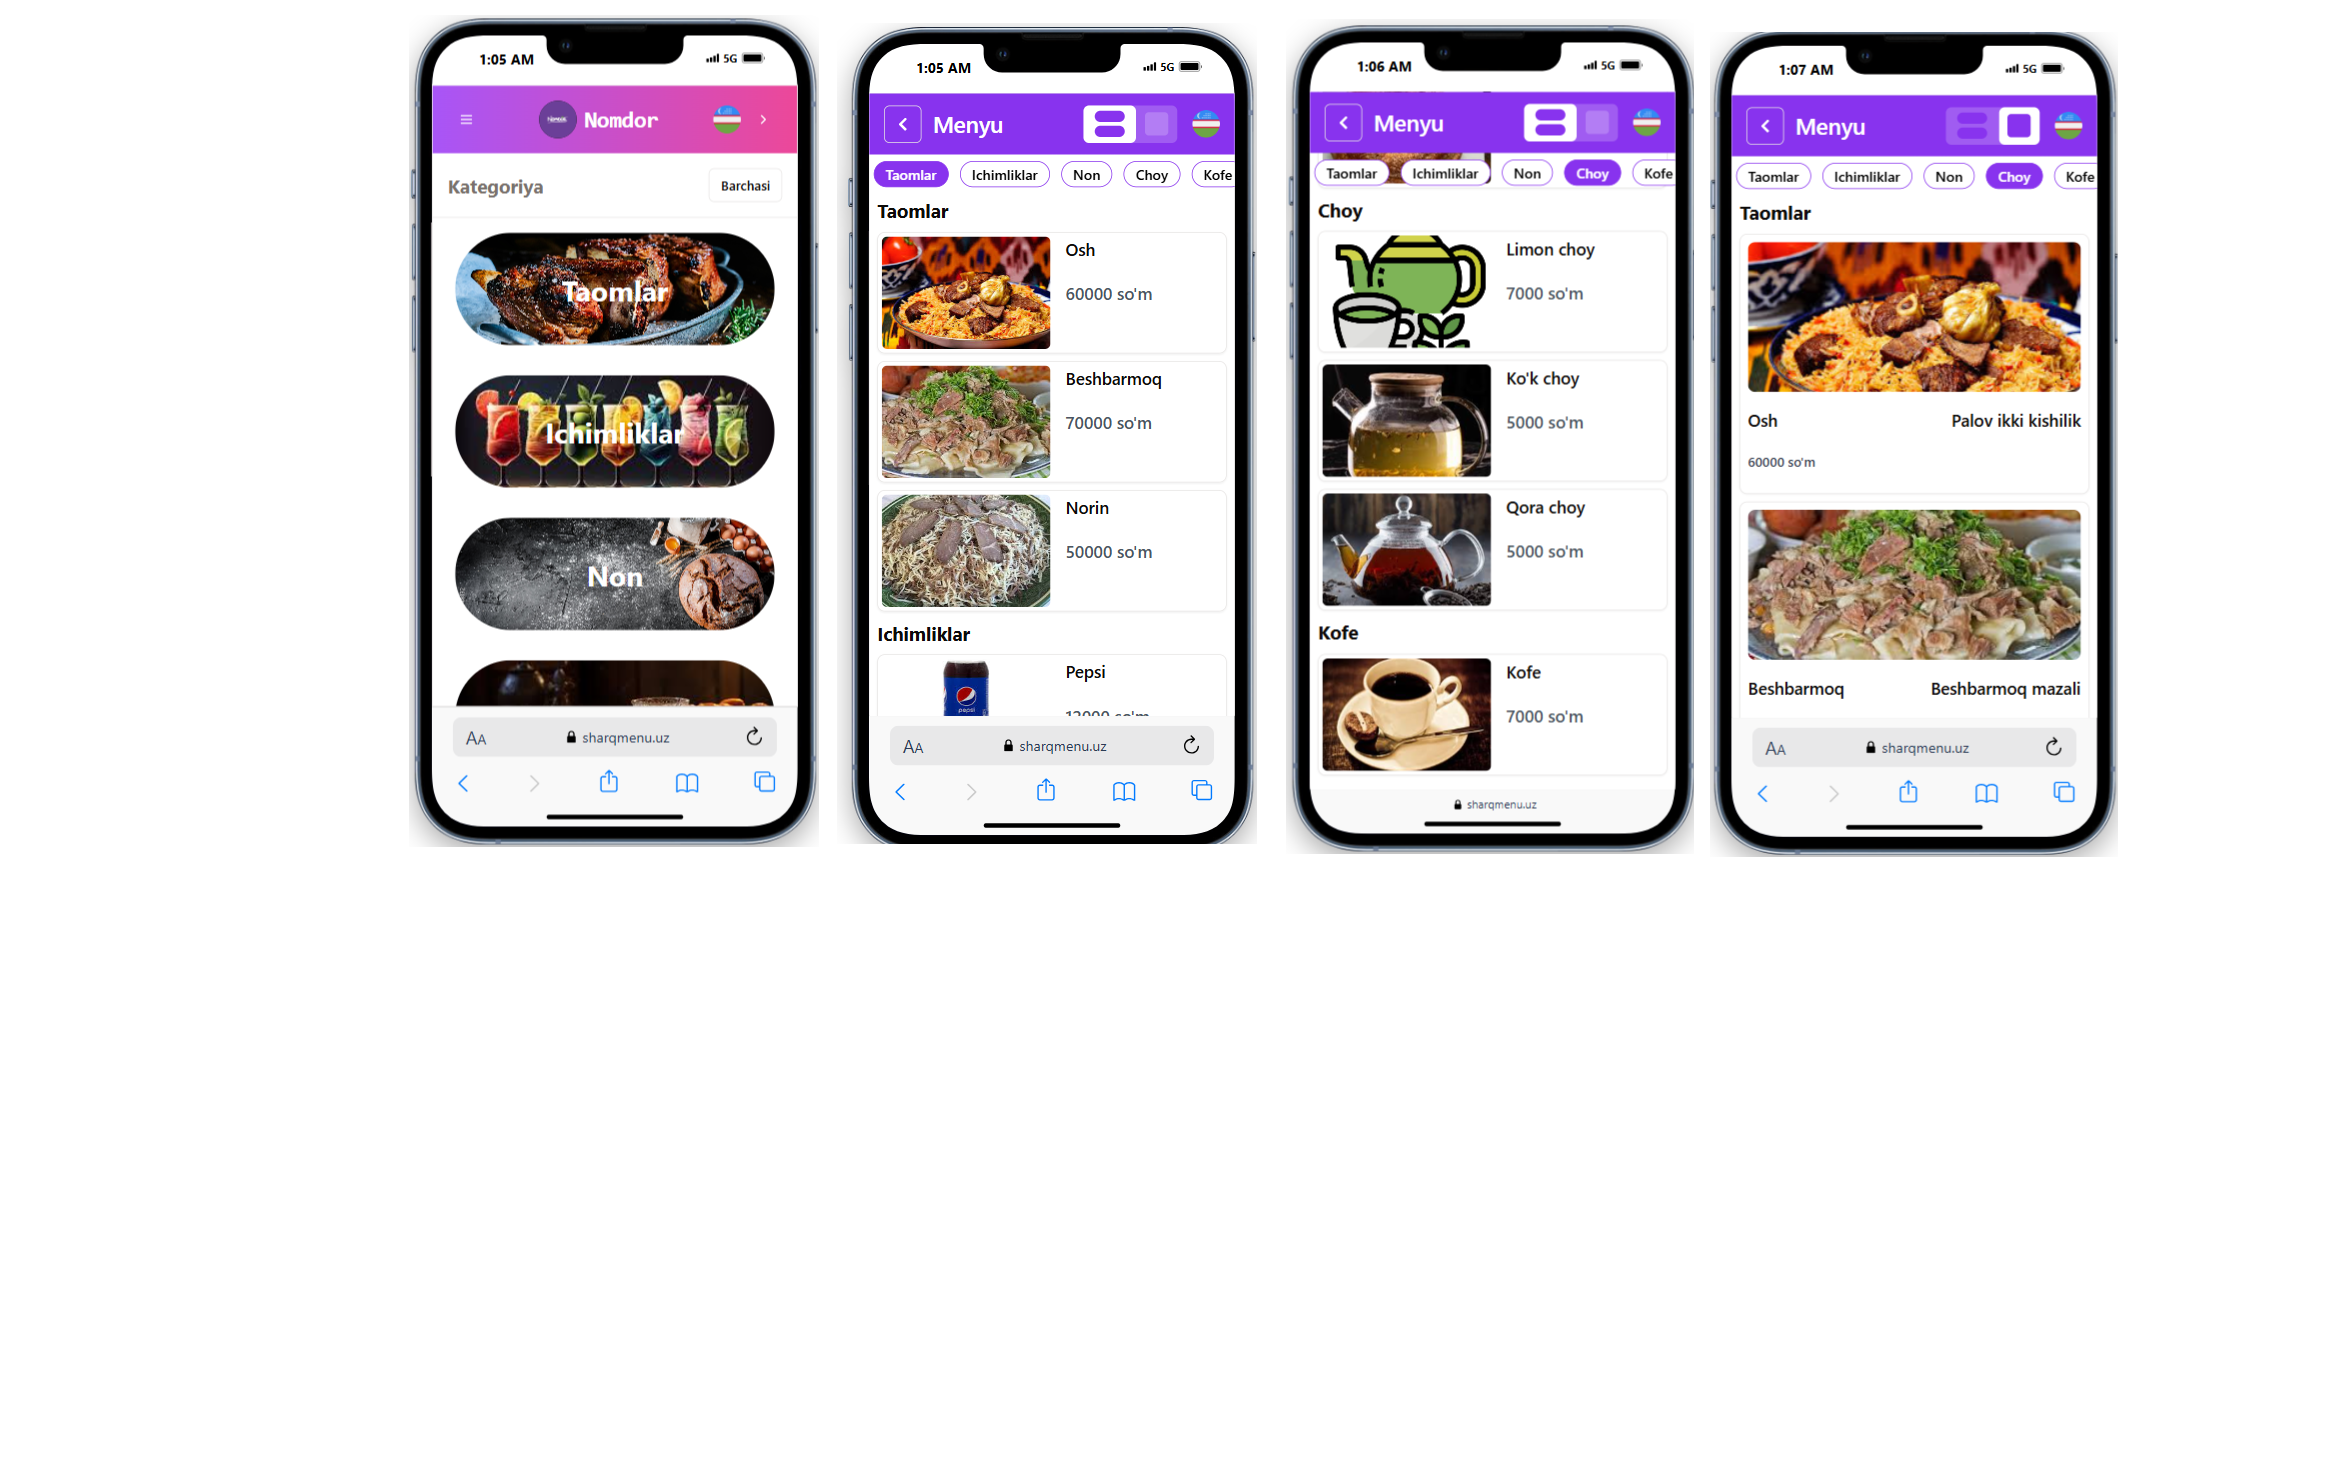 1:05 AM
5G
Nomdor
Kategoriya
Barchasi
Taomlar
Ichimliklar
Non
AA
sharqmenu.uz
1:05 AM
5G
Menyu
Taomlar Ichimliklar Non Choy Kofe
Taomlar
Osh
60000 so'm
Beshbarmoq
70000 so'm
Norin
50000 so'm
Ichimliklar
Pepsi
pepsi
12000 so'm
AA
sharqmenu.uz
1:06 AM
5G
Menyu
Taomlar Ichimliklar Non Choy Kofe
Choy
Limon choy
7000 so'm
Ko'k choy
5000 so'm
Qora choy
5000 so'm
Kofe
Kofe
7000 so'm
sharqmenu.uz
1:07 AM
5G
Menyu
Taomlar Ichimliklar Non Choy Kofe
Taomlar
Osh Palov ikki kishilik
60000 so'm
Beshbarmoq Beshbarmoq mazali
AA
sharqmenu.uz